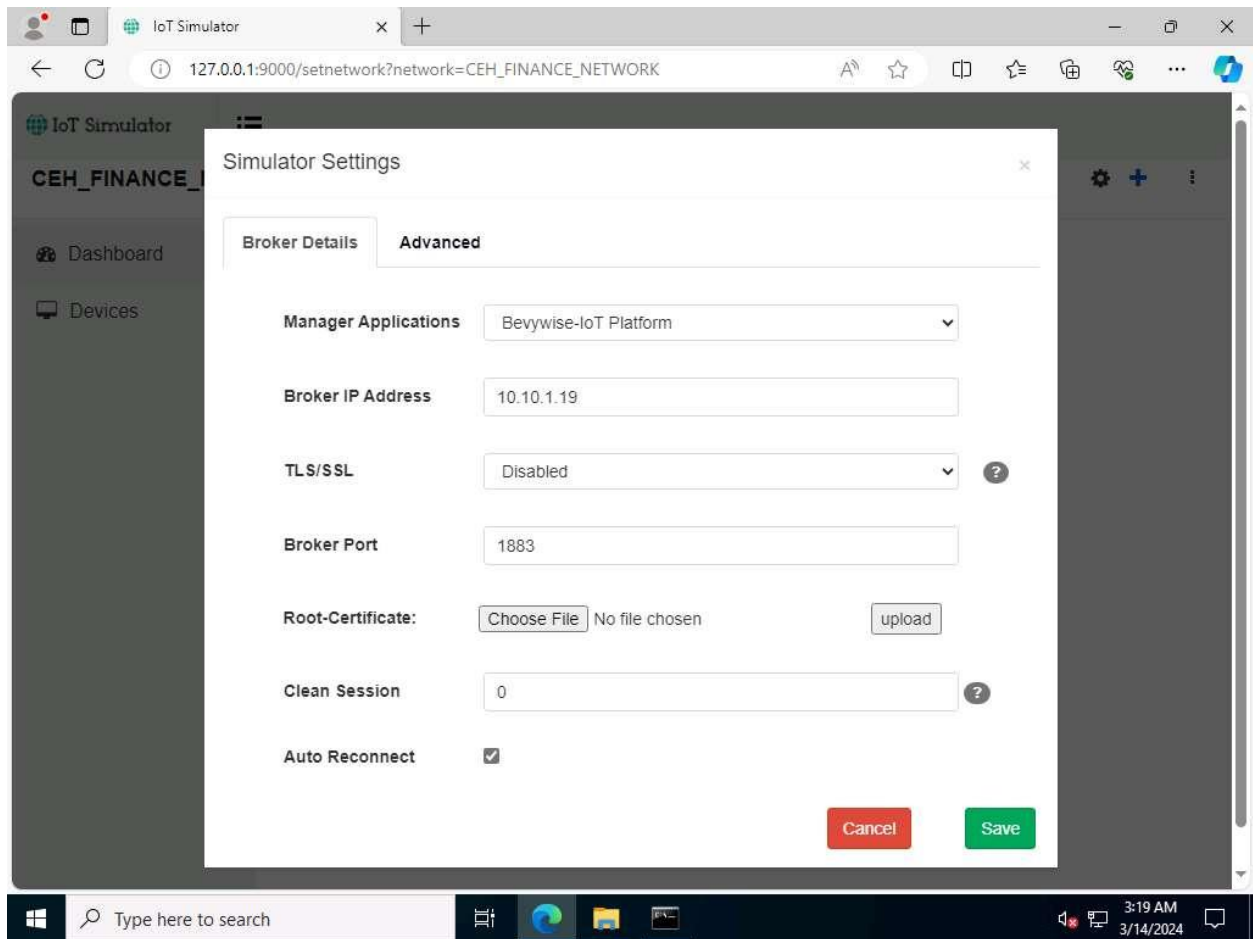 IoT Simulator
127.0.0.1:9000/setnetwork?network=CEH_FINANCE_NETWORK
IoT Simulator
CEH_FINANCE_
Dashboard
Devices
Simulator Settings
Broker Details Advanced
Manager Applications Bevywise-IoT Platform
Broker IP Address 10.10.1.19
TLS/SSL Disabled ?
Broker Port 1883
Root-Certificate: Choose File No file chosen upload
Clean Session 0 ?
Auto Reconnect
Cancel Save
Type here to search
3:19 AM
3/14/2024